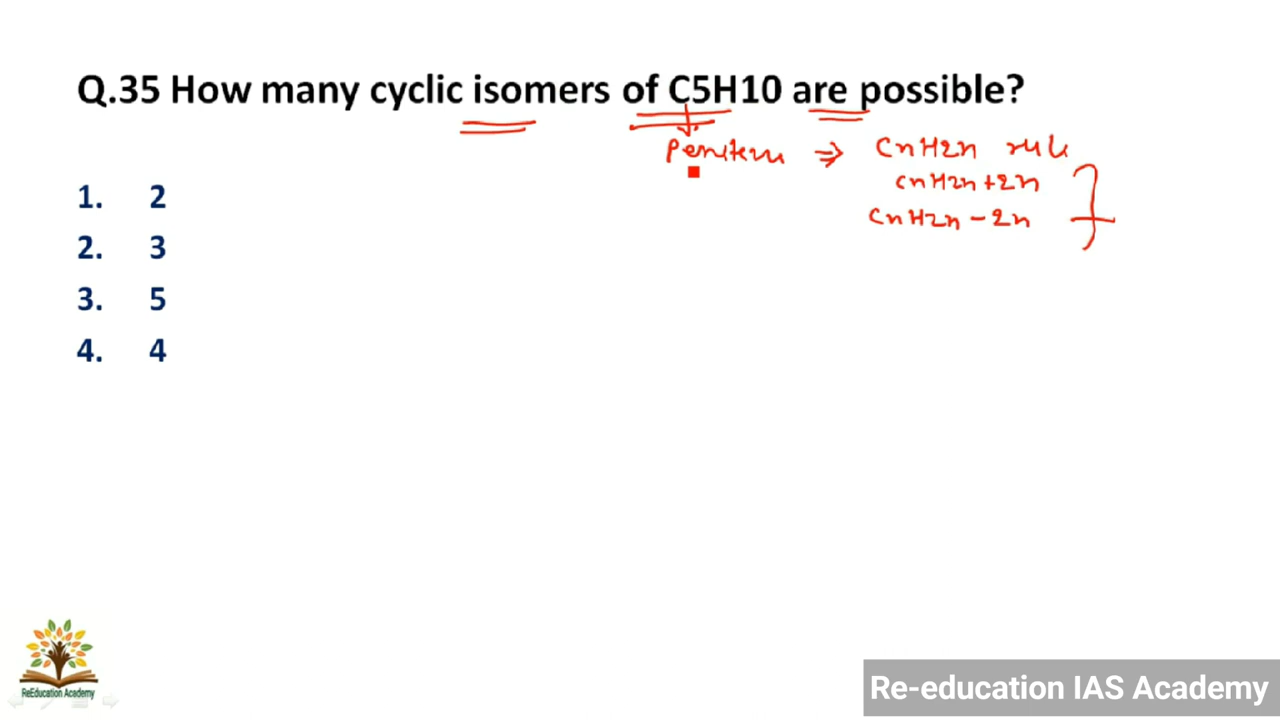 Q.35 How many cyclic isomers of C5H10 are possible?
CnH2n rule
CnH2n+2n
CnH2n-2n
1. 2
2. 3
3. 5
4. 4
ReEducation Academy
Re-education IAS Academy